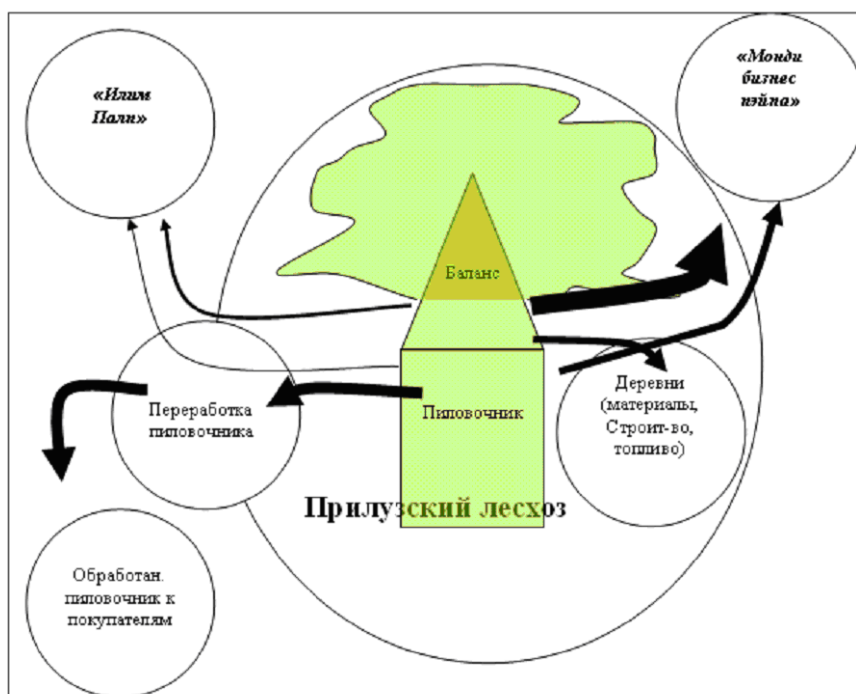 «Илим
Палп»
«Монди
бизнес
пэйпа»
Баланс
Деревни
(материалы,
Строит-во,
топливо)
Переработка
пиловочника
Пиловочник
Прилузский лесхоз
Обработан.
пиловочник к
покупателям